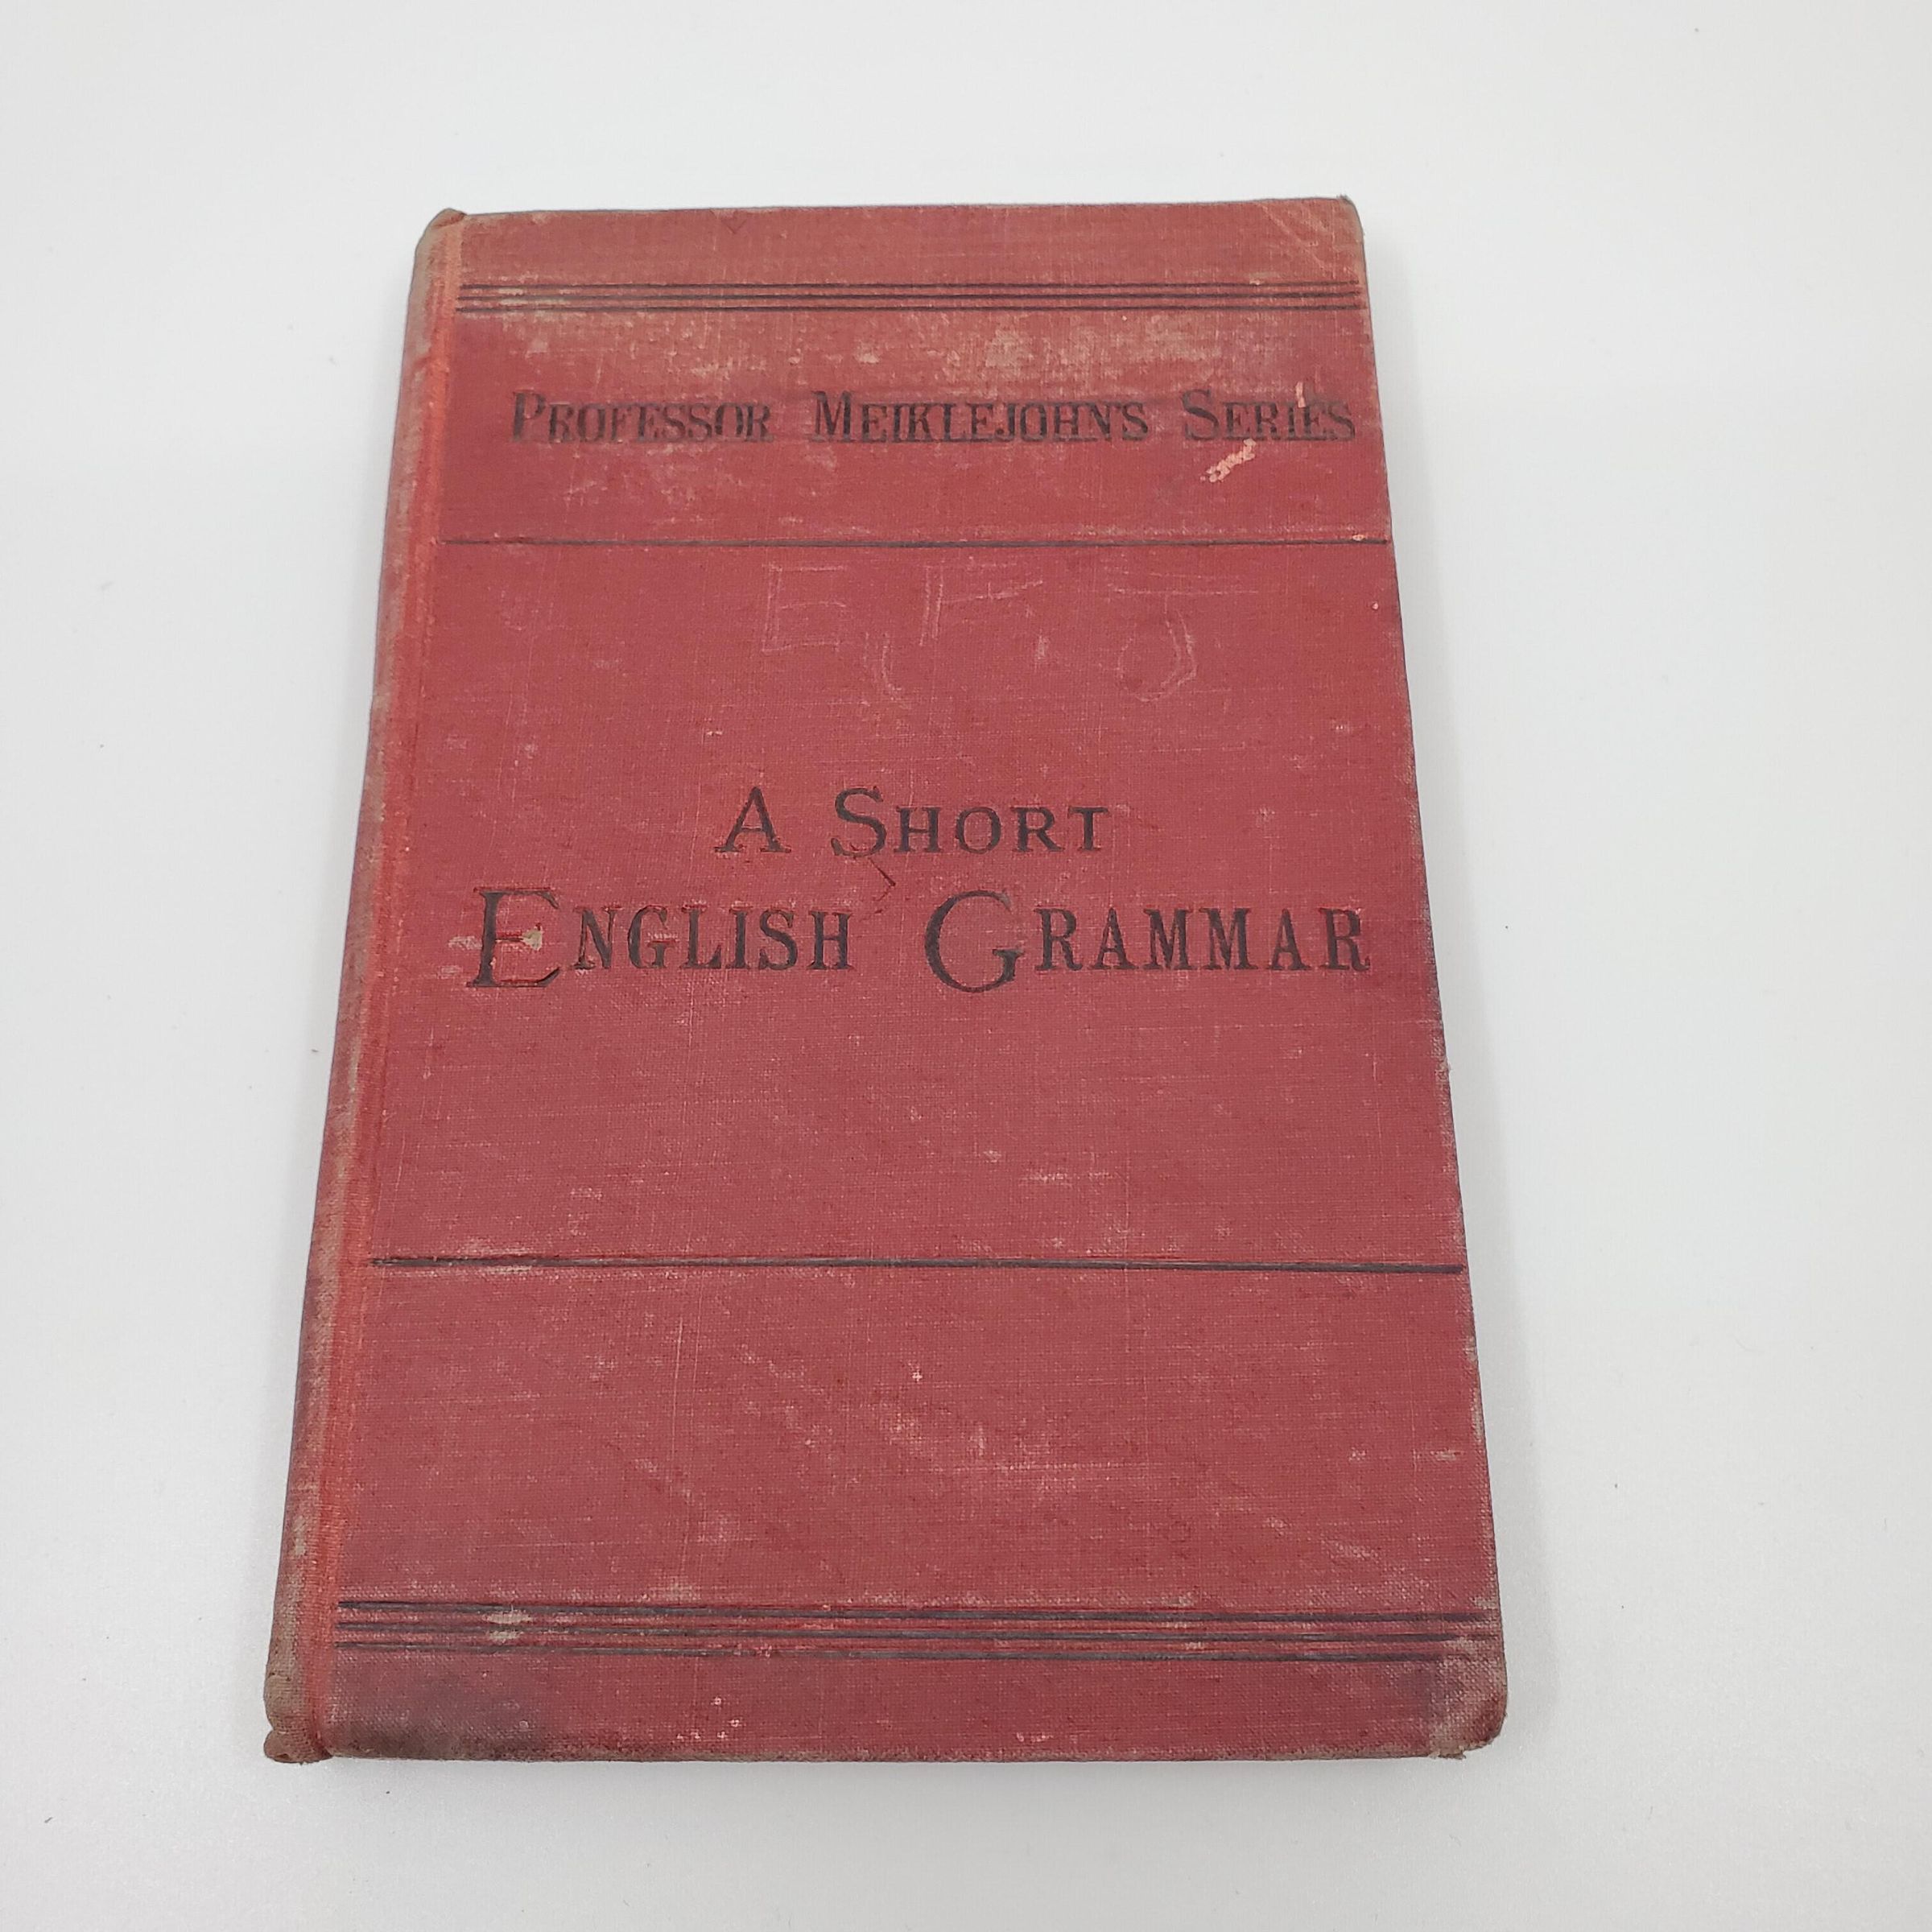 PROFESSOR MEIKLEJOHN'S SERIES
A SHORT
ENGLISH GRAMMAR